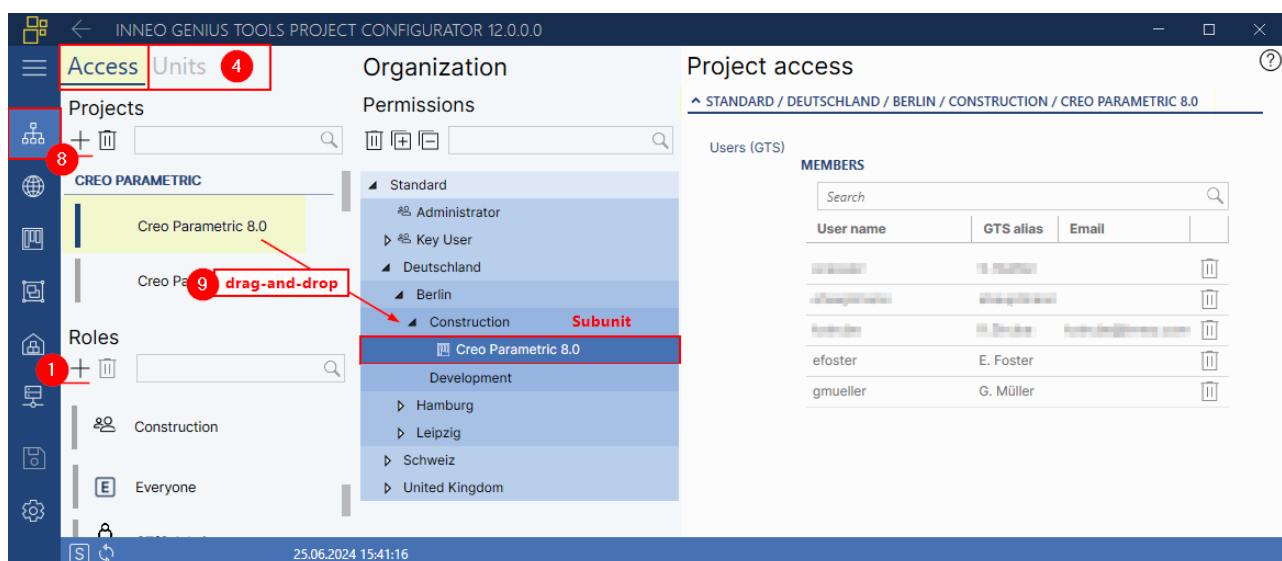 INNEO GENIUS TOOLS PROJECT CONFIGURATOR 12.0.0.0
Access Units 4
Projects
8
CREO PARAMETRIC
Creo Parametric 8.0
Creo Pa
9 drag-and-drop
Roles
1
Construction
E Everyone
Organization
Permissions
Standard
Administrator
Key User
Deutschland
Berlin
Construction Subunit
Creo Parametric 8.0
Development
Hamburg
Leipzig
Schweiz
United Kingdom
Project access
?
STANDARD / DEUTSCHLAND / BERLIN / CONSTRUCTION / CREO PARAMETRIC 8.0
Users (GTS)
MEMBERS
Search
User name GTS alias Email
efoster E. Foster
gmueller G. Müller
S 25.06.2024 15:41:16